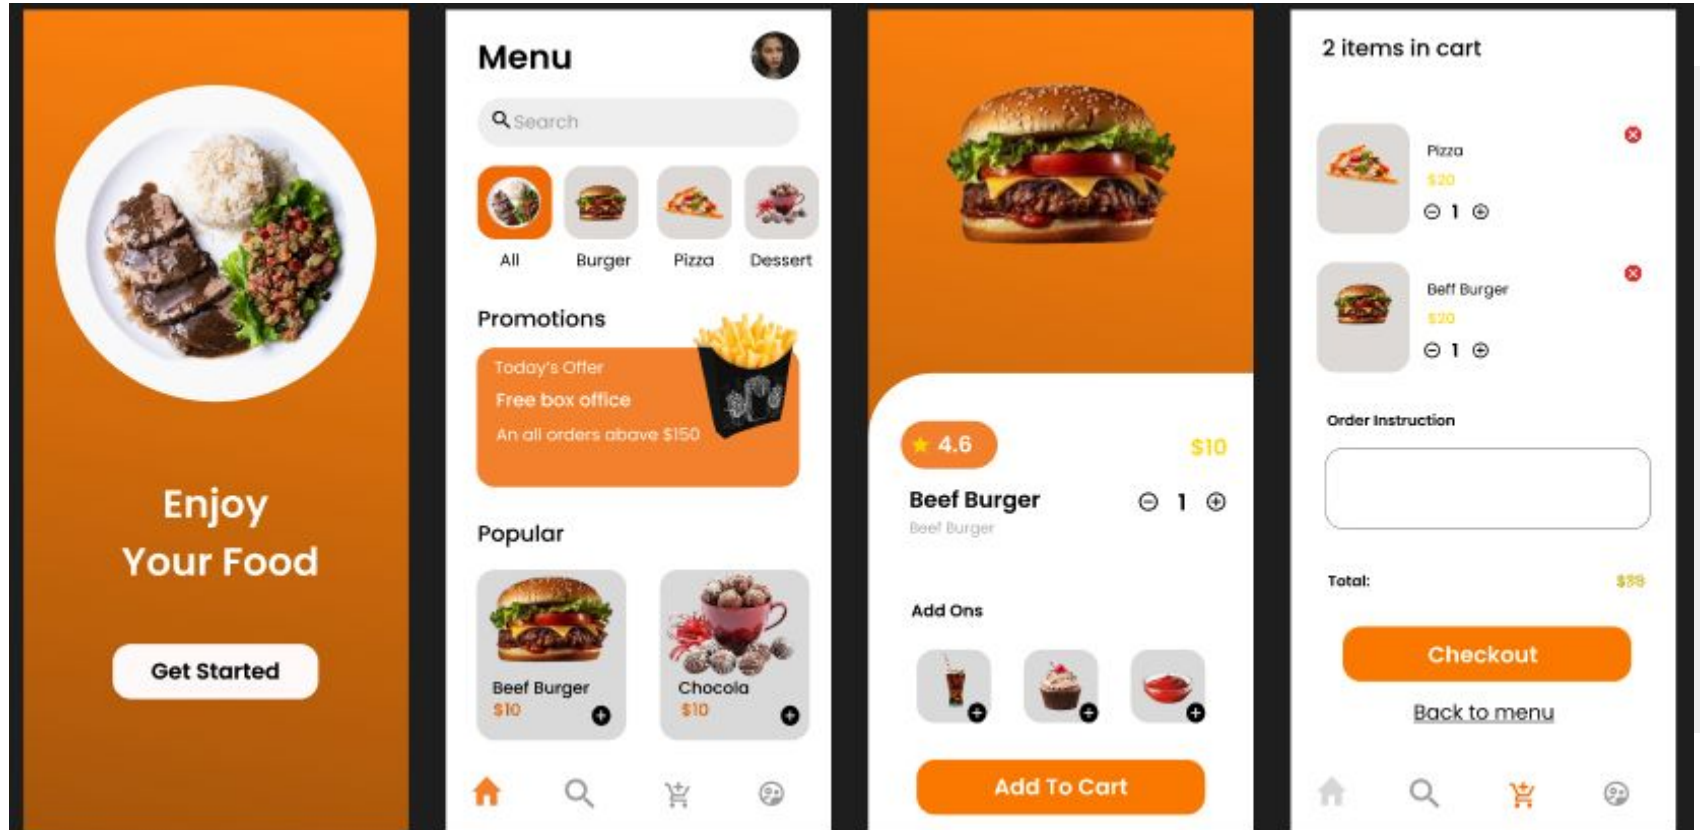 Enjoy
Your Food
Get Started
Menu
Search
All
Burger
Pizza
Dessert
Promotions
Today's Offer
Free box office
An all orders above $150
Popular
Beef Burger
$10
Chocola
$10
4.6
$10
Beef Burger
1
Beef Burger
Add Ons
Add To Cart
2 items in cart
Pizza
$20
1
Beff Burger
$20
1
Order Instruction
Total:
Checkout
Back to menu